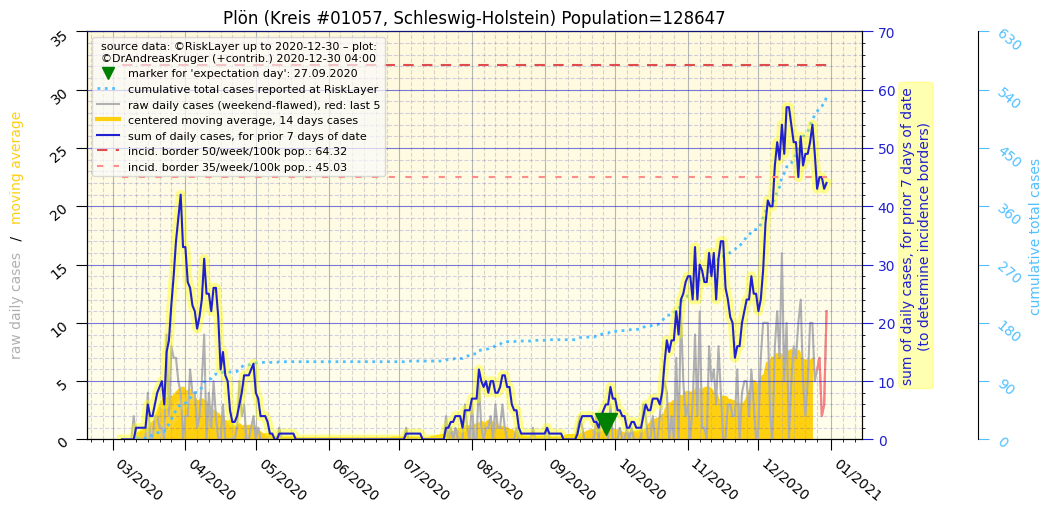 Plön (Kreis #01057, Schleswig-Holstein) Population=128647
source data: ©RiskLayer up to 2020-12-30 – plot:
©DrAndreasKruger (+contrib.) 2020-12-30 04:00
marker for 'expectation day': 27.09.2020
cumulative total cases reported at RiskLayer
raw daily cases (weekend-flawed), red: last 5
centered moving average, 14 days cases
sum of daily cases, for prior 7 days of date
incid. border 50/week/100k pop.: 64.32
incid. border 35/week/100k pop.: 45.03
raw daily cases / moving average
35
30
25
20
15
10
5
0
70
60
50
40
30
20
10
0
sum of daily cases, for prior 7 days of date
(to determine incidence borders)
630
540
450
360
270
180
90
0
cumulative total cases
03/2020
04/2020
05/2020
06/2020
07/2020
08/2020
09/2020
10/2020
11/2020
12/2020
01/2021